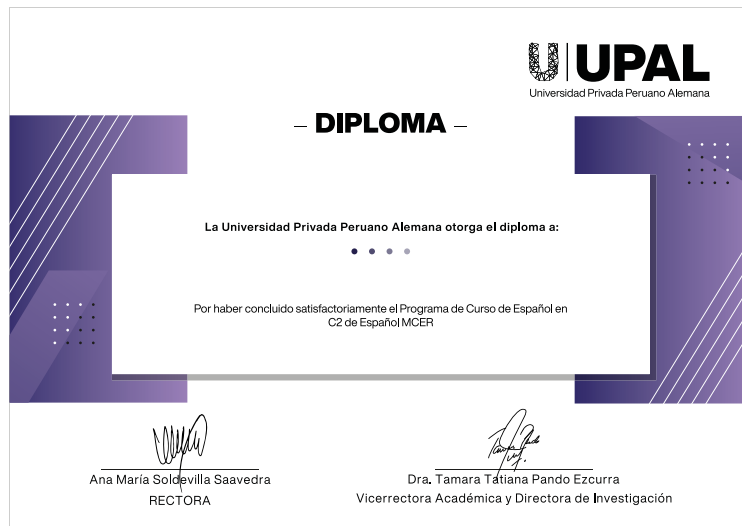 UPAL
Universidad Privada Peruano Alemana
– DIPLOMA –
La Universidad Privada Peruano Alemana otorga el diploma a:
Por haber concluido satisfactoriamente el Programa de Curso de Español en
C2 de Español MCER
Ana María Soldevilla Saavedra
RECTORA
Dra. Tamara Tatiana Pando Ezcurra
Vicerrectora Académica y Directora de Investigación